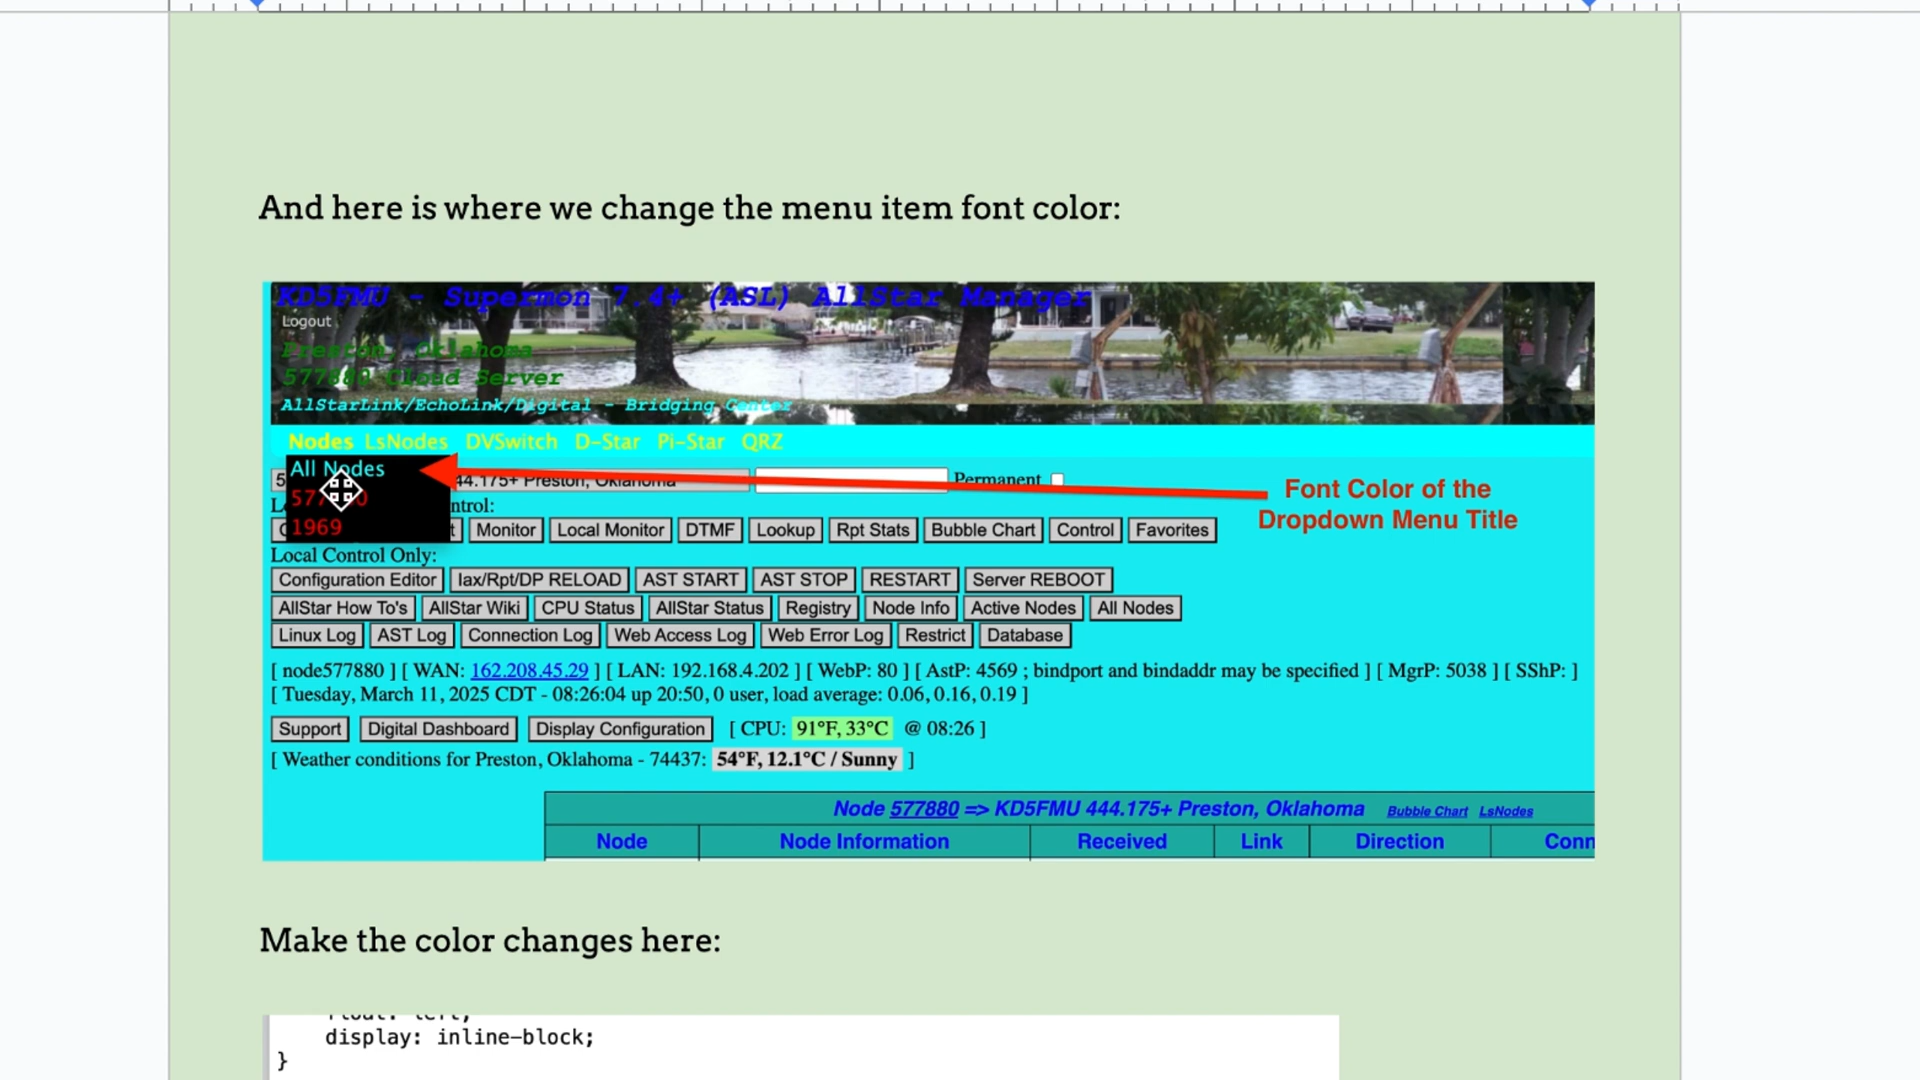 And here is where we change the menu item font color:
KD5FMU - Supermon 7.4+ (ASL) AllStar Manager
Logout
Preston, Oklahoma
577880 Cloud Server
AllStarLink/EchoLink/Digital - Bridging Center
Nodes LsNodes DVSwitch D-Star Pi-Star QRZ
All Nodes
444.175+ Preston, Oklahoma Permanent
Font Color of the
Dropdown Menu Title
1969
Monitor Local Monitor DTMF Lookup Rpt Stats Bubble Chart Control Favorites
Local Control Only:
Configuration Editor Iax/Rpt/DP RELOAD AST START AST STOP RESTART Server REBOOT
AllStar How To's AllStar Wiki CPU Status AllStar Status Registry Node Info Active Nodes All Nodes
Linux Log AST Log Connection Log Web Access Log Web Error Log Restrict Database
[ node577880 ] [ WAN: 162.208.45.29 ] [ LAN: 192.168.4.202 ] [ WebP: 80 ] [ AstP: 4569 ; bindport and bindaddr may be specified ] [ MgrP: 5038 ] [ SShP: ]
[ Tuesday, March 11, 2025 CDT - 08:26:04 up 20:50, 0 user, load average: 0.06, 0.16, 0.19 ]
Support Digital Dashboard Display Configuration [ CPU: 91°F, 33°C @ 08:26 ]
[ Weather conditions for Preston, Oklahoma - 74437: 54°F, 12.1°C / Sunny ]
Node 577880 => KD5FMU 444.175+ Preston, Oklahoma Bubble Chart LsNodes
Node Node Information Received Link Direction Conn
Make the color changes here:
float: left;
display: inline-block;
}